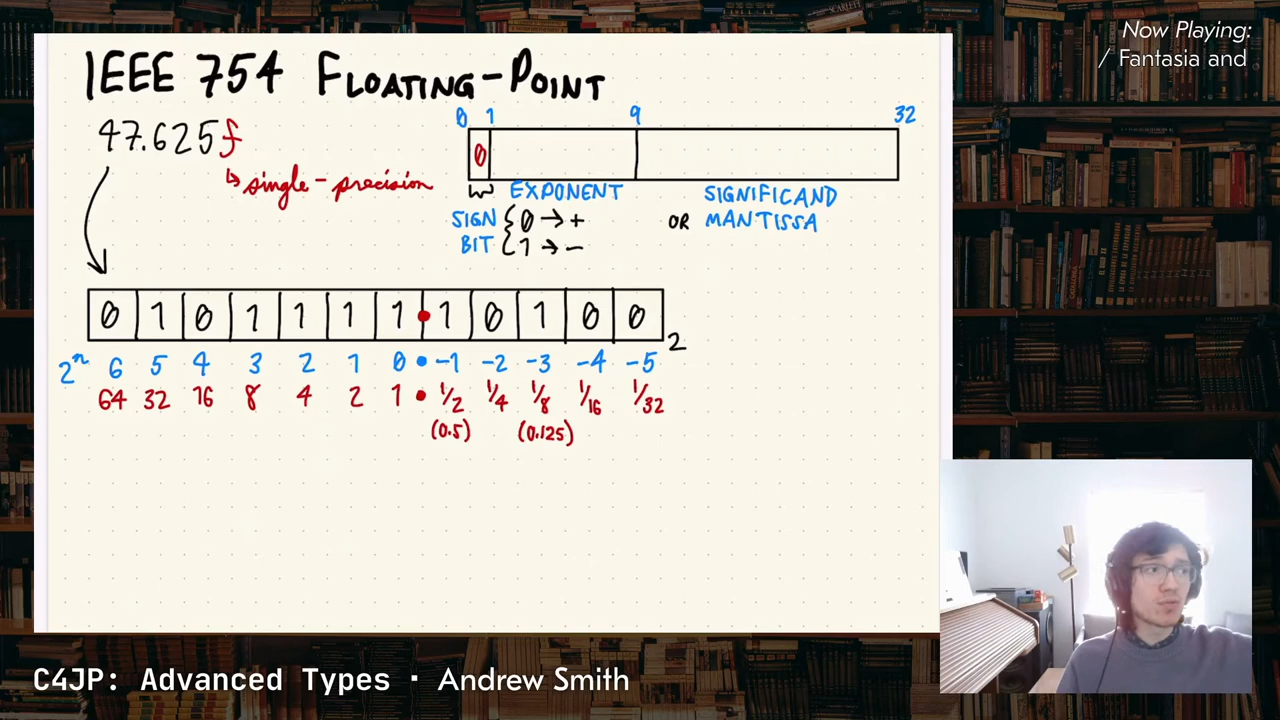 Now Playing:
/ Fantasia and
IEEE 754 FLOATING-POINT
47.625f
↳ single-precision
0 1 9 32
0
EXPONENT
SIGNIFICAND
OR MANTISSA
SIGN BIT { 0 → +
1 → −
0 1 0 1 1 1 1 • 1 0 1 0 0 2
2ⁿ 6 5 4 3 2 1 0 • -1 -2 -3 -4 -5
64 32 16 8 4 2 1 • 1/2 1/4 1/8 1/16 1/32
(0.5) (0.125)
C4JP: Advanced Types · Andrew Smith